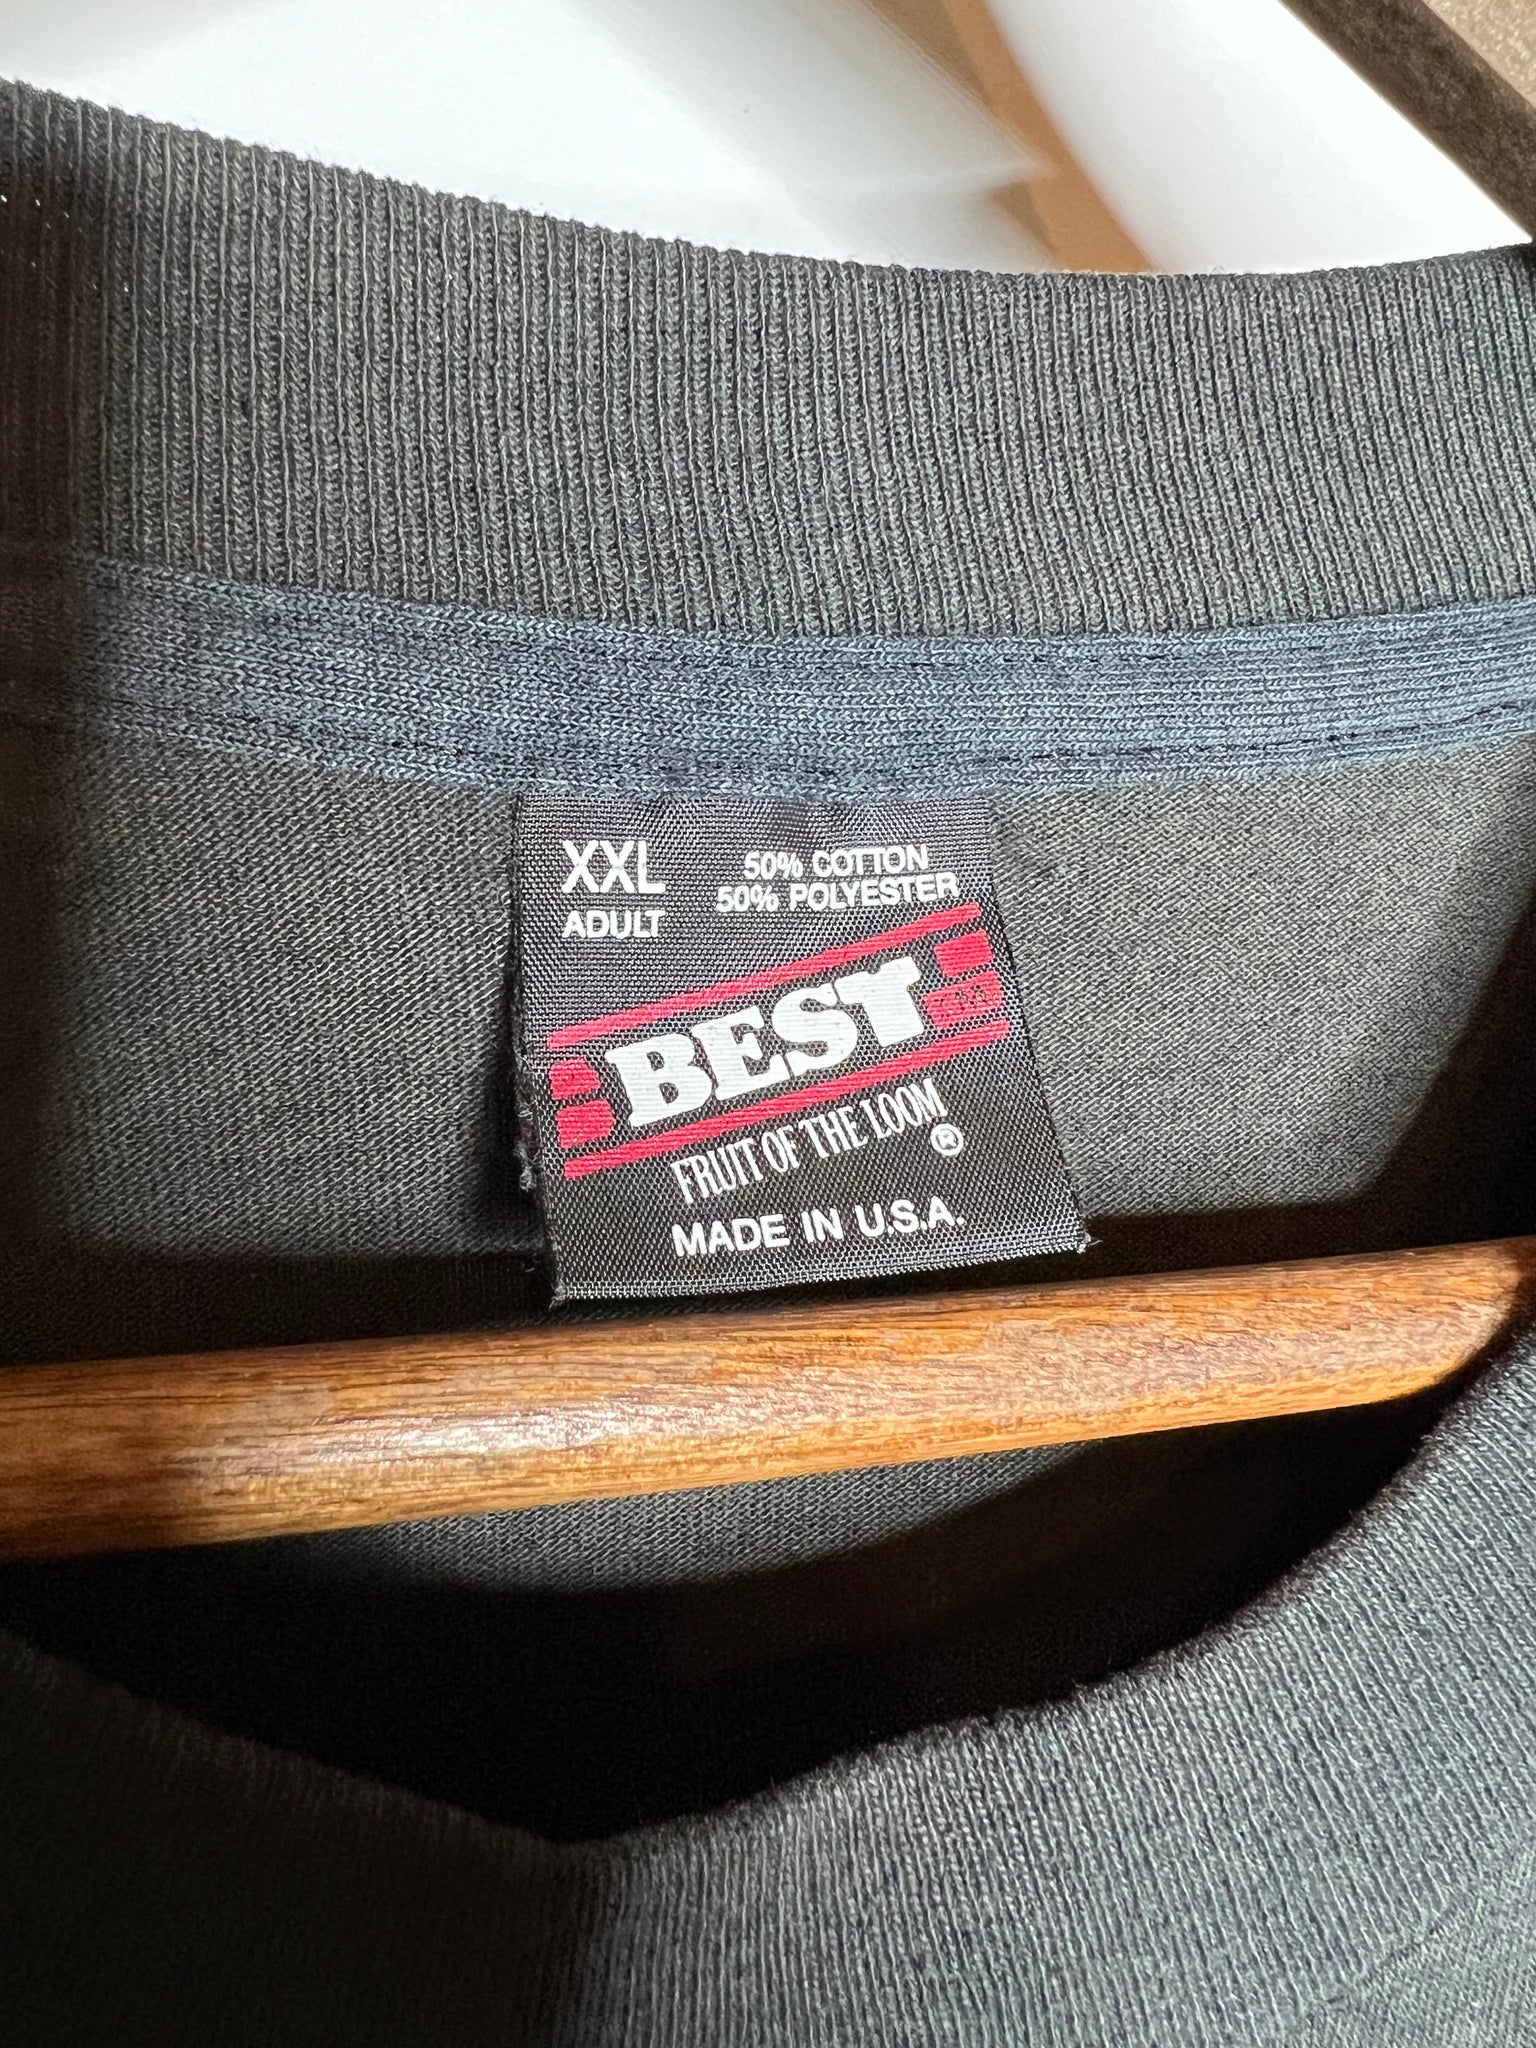 XXL
ADULT
50% COTTON
50% POLYESTER
BEST
FRUIT OF THE LOOM
®
MADE IN U.S.A.